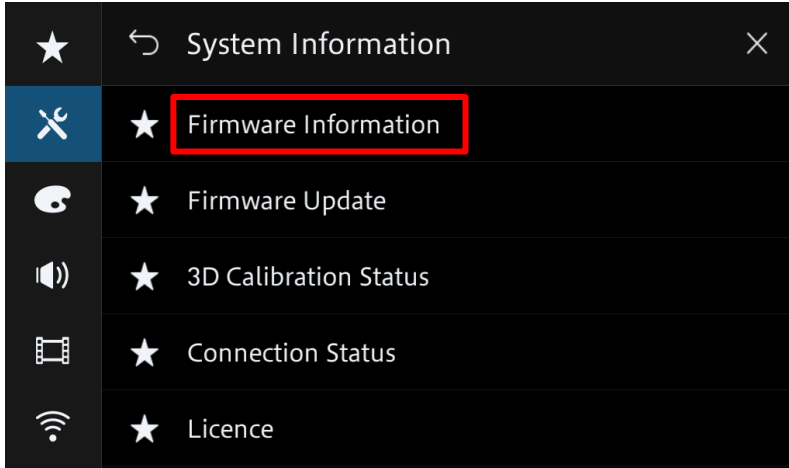 System Information
Firmware Information
Firmware Update
3D Calibration Status
Connection Status
Licence